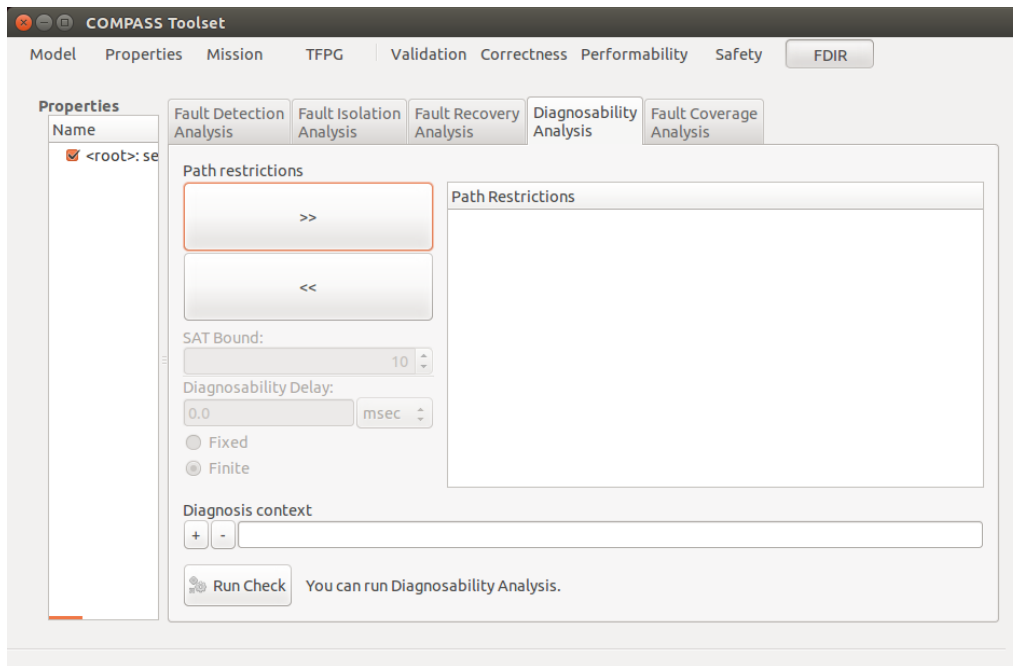 COMPASS Toolset
Model Properties Mission TFPG Validation Correctness Performability Safety FDIR
Properties
Name
<root>: se
Fault Detection Analysis
Fault Isolation Analysis
Fault Recovery Analysis
Diagnosability Analysis
Fault Coverage Analysis
Path restrictions
>>
<<
Path Restrictions
SAT Bound:
10
Diagnosability Delay:
0.0 msec
Fixed
Finite
Diagnosis context
+ -
Run Check You can run Diagnosability Analysis.